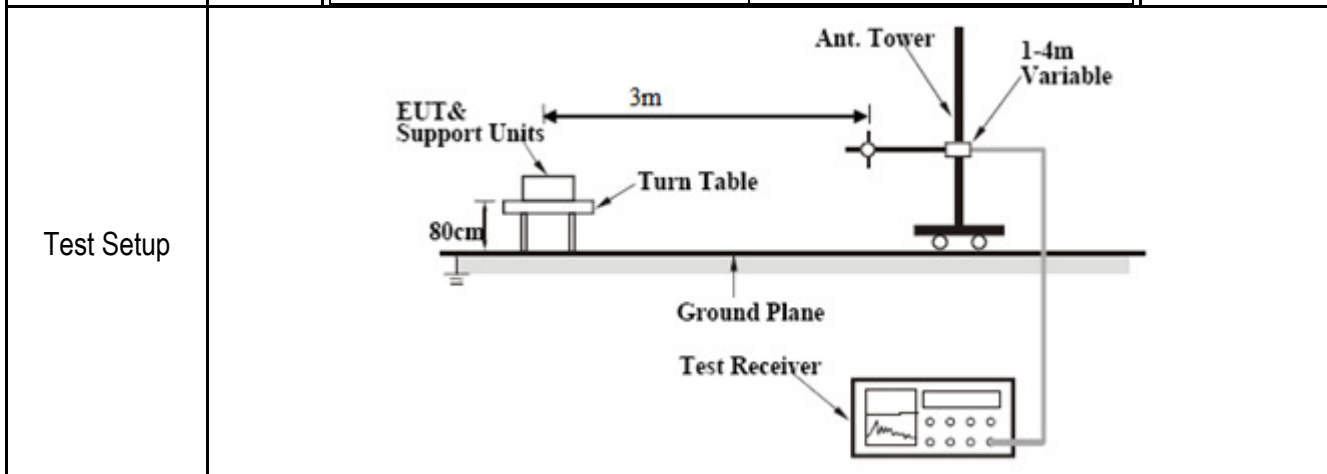 Test Setup
Ant. Tower
1-4m
Variable
3m
EUT&
Support Units
Turn Table
80cm
Ground Plane
Test Receiver